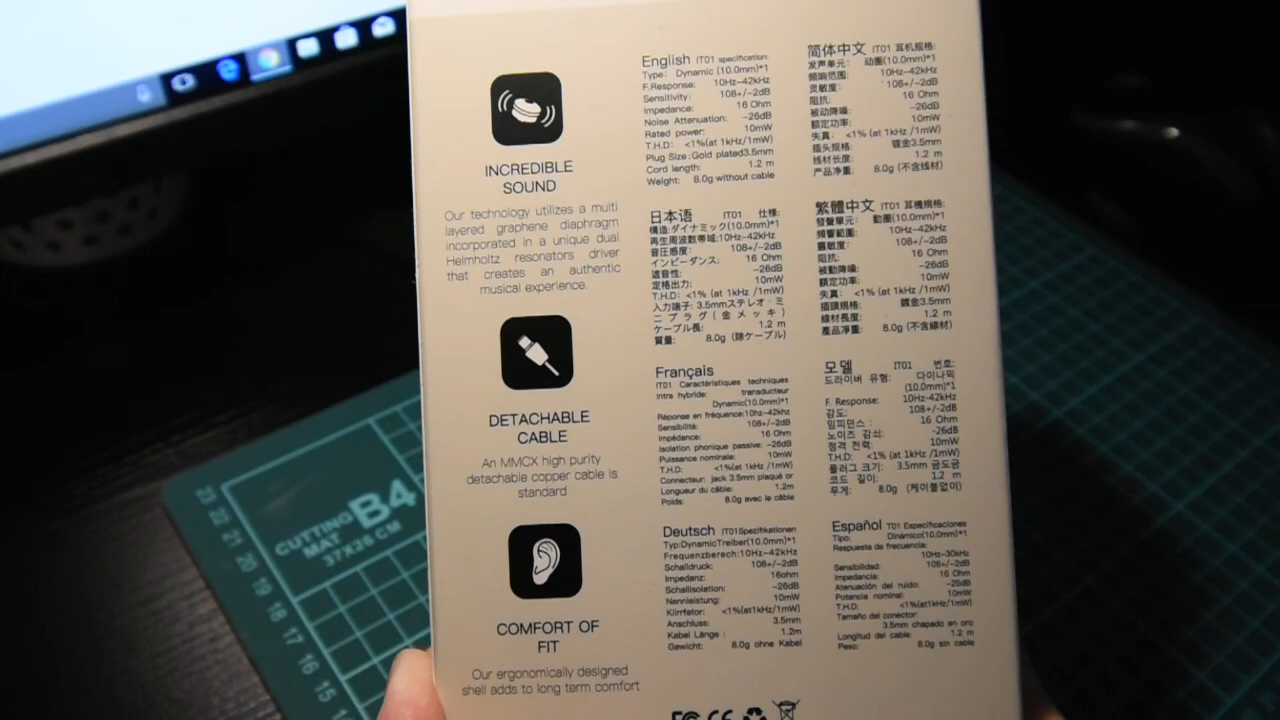 INCREDIBLE
SOUND
Our technology utilizes a multi
layered graphene diaphragm
incorporated in a unique dual
Helmholtz resonators driver
that creates an authentic
musical experience.
DETACHABLE
CABLE
An MMCX high purity
detachable copper cable is
standard
COMFORT OF
FIT
Our ergonomically designed
shell adds to long term comfort
English IT01 specification:
Type: Dynamic (10.0mm)*1
F.Response: 10Hz-42kHz
Sensitivity: 108+/-2dB
Impedance: 16 Ohm
Noise Attenuation: -26dB
Rated power: 10mW
T.H.D: <1%(at 1kHz/1mW)
Plug Size:Gold plated3.5mm
Cord length: 1.2 m
Weight: 8.0g without cable
日本语 IT01 仕様:
構造:ダイナミック(10.0mm)*1
再生周波数帯域:10Hz-42kHz
音圧感度: 108+/-2dB
インピーダンス: 16 Ohm
遮音性: -26dB
定格出力: 10mW
T.H.D: <1% (at 1kHz /1mW)
入力端子: 3.5mmステレオ・ミ
ニプラグ(金メッキ)
ケーブル長: 1.2 m
質量: 8.0g (除ケーブル)
Français
IT01 Caractéristiques techniques
Intra hybride: transducteur
Dynamic(10.0mm)*1
Réponse en fréquence:10hz-42khz
Sensibilité: 108+/-2dB
Impédance: 16 Ohm
Isolation phonique passive: -26dB
Puissance nominale: 10mW
T.H.D: <1%(at 1kHz /1mW)
Connecteur: jack 3.5mm plaqué or
Longueur du câble: 1.2m
Poids: 8.0g avec le câble
Deutsch IT01Spezifikationen
Typ:DynamicTreiber(10.0mm)*1
Frequenzberech:10Hz-42kHz
Schalldruck: 108+/-2dB
Impedanz: 16ohm
Schallisolation: -26dB
Nennleistung: 10mW
Klirrfator: <1%(at1kHz/1mW)
Anschluss: 3.5mm
Kabel Länge : 1.2m
Gewicht: 8.0g ohne Kabel
简体中文 IT01 耳机规格:
发声单元: 动圈(10.0mm)*1
频响范围: 10Hz-42kHz
灵敏度: 108+/-2dB
阻抗: 16 Ohm
被动降噪: -26dB
额定功率: 10mW
失真: <1% (at 1kHz /1mW)
插头规格: 镀金3.5mm
线材长度: 1.2 m
产品净重: 8.0g (不含线材)
繁體中文 IT01 耳機規格:
發聲單元: 動圈(10.0mm)*1
頻響範圍: 10Hz-42kHz
靈敏度: 108+/-2dB
阻抗: 16 Ohm
被動降噪: -26dB
額定功率: 10mW
失真: <1% (at 1kHz /1mW)
插頭規格: 鍍金3.5mm
線材長度: 1.2 m
產品凈重: 8.0g (不含線材)
모델 IT01 번호:
드라이버 유형: 다이나믹
(10.0mm)*1
F. Response: 10Hz-42kHz
감도: 108+/-2dB
임피던스 : 16 Ohm
노이즈 감쇠: -26dB
정격 전력: 10mW
T.H.D: <1% (at 1kHz /1mW)
플러그 크기: 3.5mm 금도금
코드 길이: 1.2 m
무게: 8.0g (케이블없이)
Español IT01 Especificaciones
Tipo: Dinámico(10.0mm)*1
Respuesta de frecuencia:
10Hz-30kHz
Sensibilidad: 108+/-2dB
Impedancia: 16 Ohm
Atenuación del ruido: -25dB
Potencia nominal: 10mW
T.H.D: <1%(at1kHz/1mW)
Tamaño del conector:
3.5mm chapado en oro
Longitud del cable: 1.2 m
Peso: 8.0g sin cable
CUTTING
MAT
B4
37X26 CM
23
22
21
20
18
17
16
15